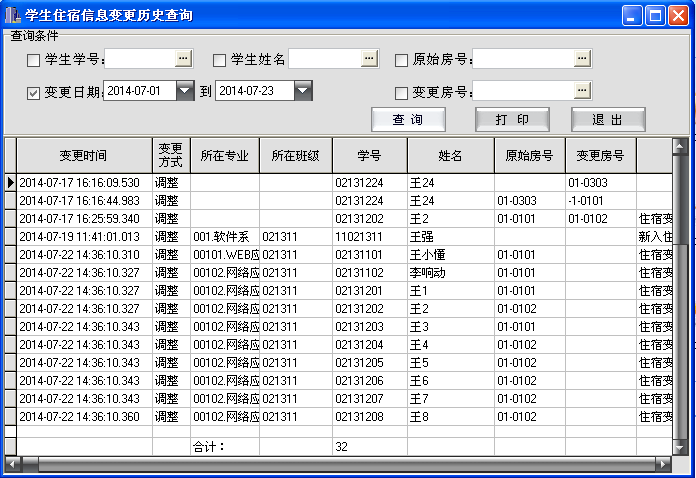 学生住宿信息变更历史查询
查询条件
学生学号: ... 学生姓名 ... 原始房号: ...
变更日期: 2014-07-01 到 2014-07-23 变更房号: ...
查 询 打 印 退 出
变更时间 变更方式 所在专业 所在班级 学号 姓名 原始房号 变更房号
2014-07-17 16:16:09.530 调整 02131224 王24 01-0303
2014-07-17 16:16:44.983 调整 02131224 王24 01-0303 -1-0101
2014-07-17 16:25:59.340 调整 02131202 王2 01-0101 01-0102 住宿变
2014-07-19 11:41:01.013 调整 001.软件系 021311 11021311 王强 新入住
2014-07-22 14:36:10.310 调整 00101.WEB应 021311 02131101 王小懂 01-0101 住宿变
2014-07-22 14:36:10.327 调整 00102.网络应 021311 02131102 李响动 01-0101 住宿变
2014-07-22 14:36:10.327 调整 00102.网络应 021311 02131201 王1 01-0101 住宿变
2014-07-22 14:36:10.327 调整 00102.网络应 021311 02131202 王2 01-0102 住宿变
2014-07-22 14:36:10.343 调整 00102.网络应 021311 02131203 王3 01-0101 住宿变
2014-07-22 14:36:10.343 调整 00102.网络应 021311 02131204 王4 01-0102 住宿变
2014-07-22 14:36:10.343 调整 00102.网络应 021311 02131205 王5 01-0102 住宿变
2014-07-22 14:36:10.343 调整 00102.网络应 021311 02131206 王6 01-0102 住宿变
2014-07-22 14:36:10.343 调整 00102.网络应 021311 02131207 王7 01-0102 住宿变
2014-07-22 14:36:10.360 调整 00102.网络应 021311 02131208 王8 01-0102 住宿变
合计： 32